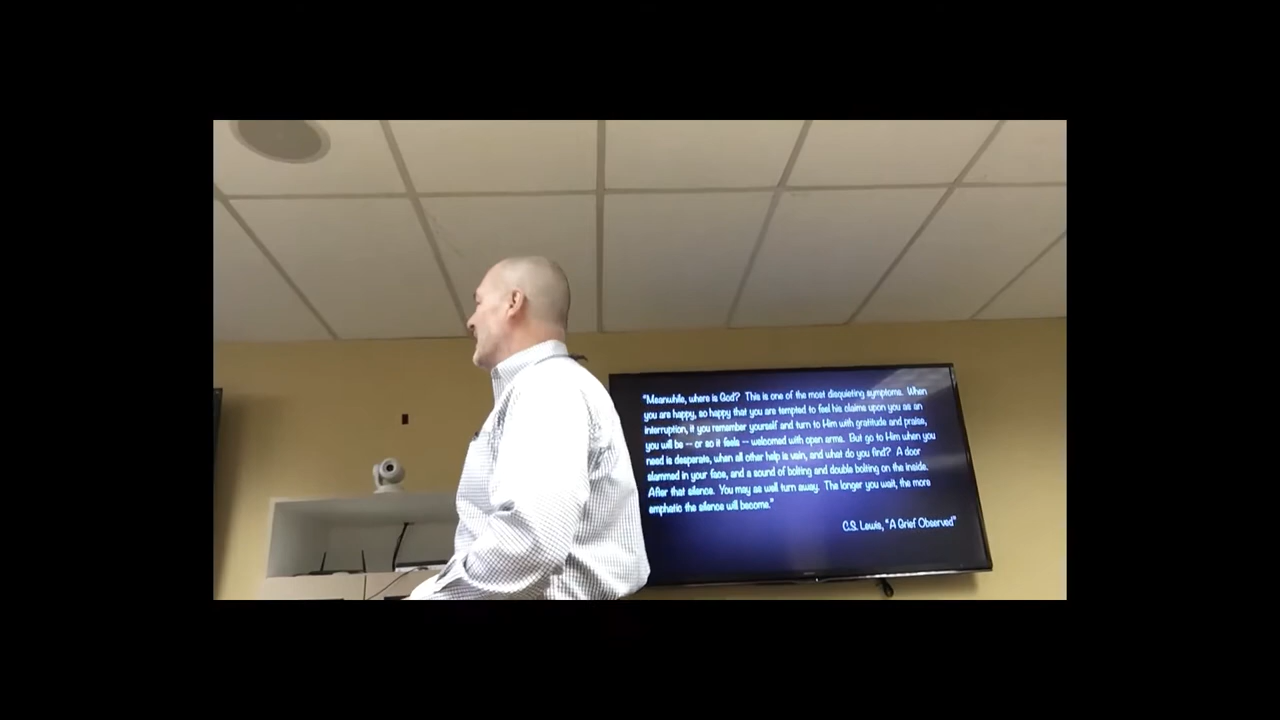 "Meanwhile, where is God? This is one of the most disquieting symptoms. When
you are happy, so happy that you are tempted to feel his claims upon you as an
interruption, if you remember yourself and turn to Him with gratitude and praise,
you will be -- or so it feels -- welcomed with open arms. But go to Him when you
need is desperate, when all other help is vain, and what do you find? A door
slammed in your face, and a sound of bolting and double bolting on the inside.
After that silence. You may as well turn away. The longer you wait, the more
emphatic the silence will become."
C.S. Lewis, "A Grief Observed"